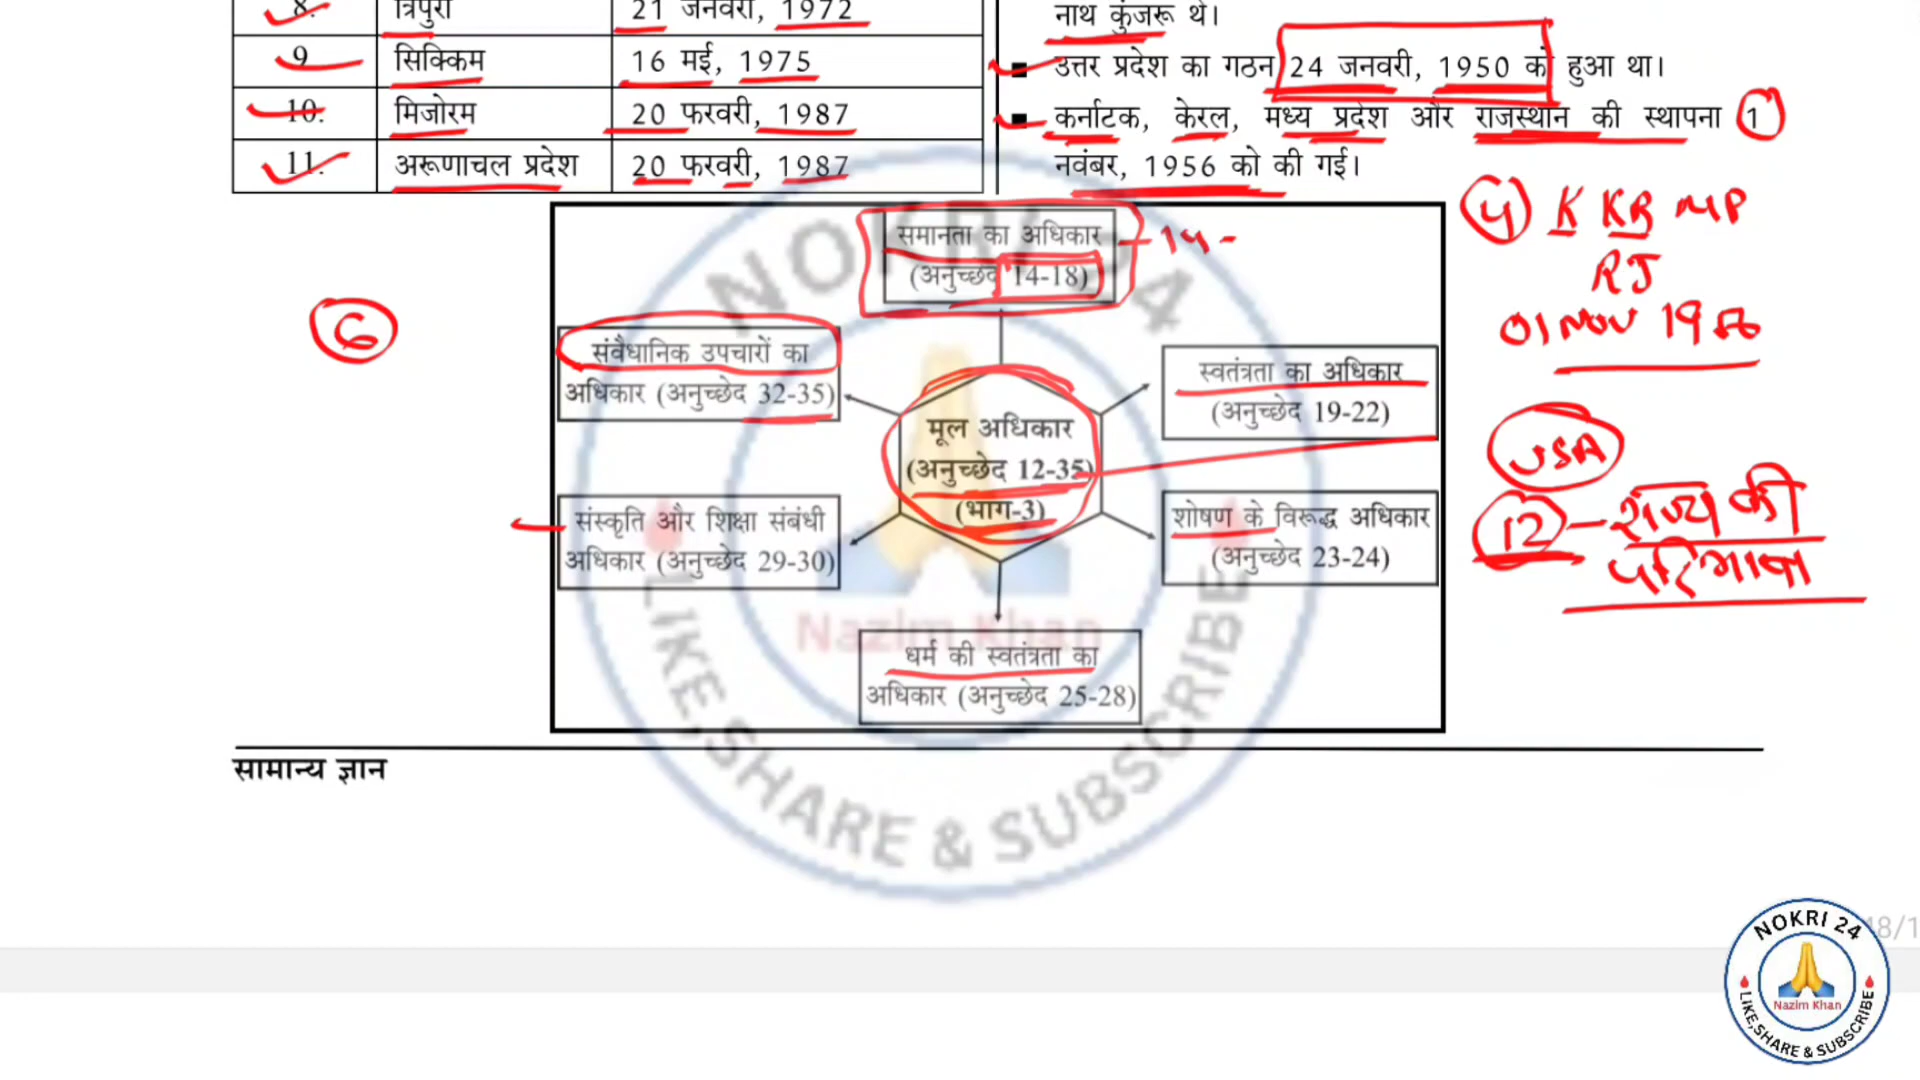 8. त्रिपुरा 21 जनवरी, 1972
9 सिक्किम 16 मई, 1975
10. मिजोरम 20 फरवरी, 1987
11. अरूणाचल प्रदेश 20 फरवरी, 1987
नाथ कुंजरू थे।
■ उत्तर प्रदेश का गठन 24 जनवरी, 1950 को हुआ था।
■ कर्नाटक, केरल, मध्य प्रदेश और राजस्थान की स्थापना 1
नवंबर, 1956 को की गई।
4 K KR MP
RJ
01 NOV 1956
समानता का अधिकार
(अनुच्छेद 14-18)
14-
6
संवैधानिक उपचारों का
अधिकार (अनुच्छेद 32-35)
स्वतंत्रता का अधिकार
(अनुच्छेद 19-22)
मूल अधिकार
(अनुच्छेद 12-35)
(भाग-3)
USA
12 - राज्य की
परिभाषा
संस्कृति और शिक्षा संबंधी
अधिकार (अनुच्छेद 29-30)
शोषण के विरूद्ध अधिकार
(अनुच्छेद 23-24)
धर्म की स्वतंत्रता का
अधिकार (अनुच्छेद 25-28)
सामान्य ज्ञान
NOKRI 24
Nazim Khan
LIKE,SHARE & SUBSCRIBE
48/1
NOKRI 24
Nazim Khan
LIKE,SHARE & SUBSCRIBE